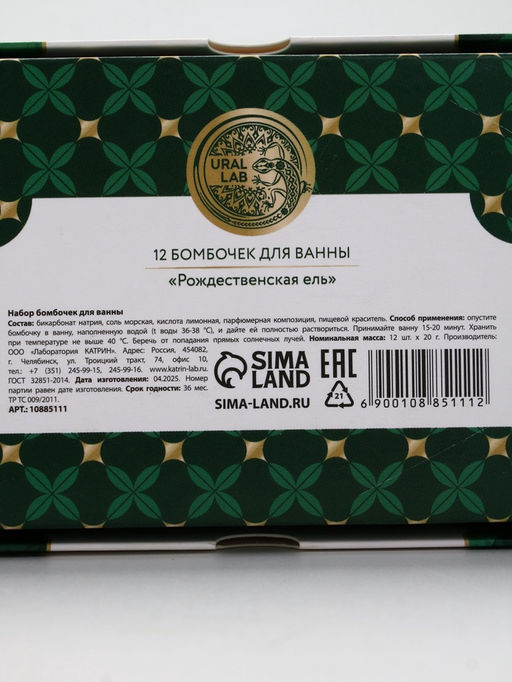 URAL
LAB
12 БОМБОЧЕК ДЛЯ ВАННЫ
«Рождественская ель»
Набор бомбочек для ванны
Состав: бикарбонат натрия, соль морская, кислота лимонная, парфюмерная композиция, пищевой краситель. Способ применения: опустите
бомбочку в ванну, наполненную водой (t воды 36-38 °С), и дайте ей полностью раствориться. Принимайте ванну 15-20 минут. Хранить
при температуре не выше 40 °С. Беречь от попадания прямых солнечных лучей. Номинальная масса: 12 шт. х 20 г. Производитель:
ООО «Лаборатория КАТРИН». Адрес: Россия, 454082,
г. Челябинск, ул. Троицкий тракт, 74, офис 10,
тел.: +7 (351) 245-99-15, 245-99-16. www.katrin-lab.ru.
ГОСТ 32851-2014. Дата изготовления: 04.2025. Номер
партии равен дате изготовления. Срок годности: 36 мес.
ТР ТС 009/2011.
АРТ.: 10885111
SIMA
LAND
SIMA-LAND.RU
EAC
21
6 900108 851112